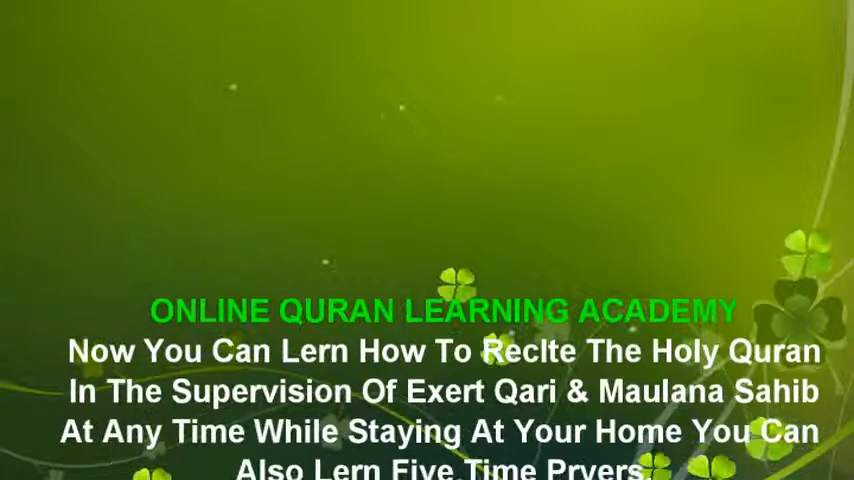 ONLINE QURAN LEARNING ACADEMY
Now You Can Lern How To RecIte The Holy Quran
In The Supervision Of Exert Qari & Maulana Sahib
At Any Time While Staying At Your Home You Can
Also Lern Five Time Pryers.